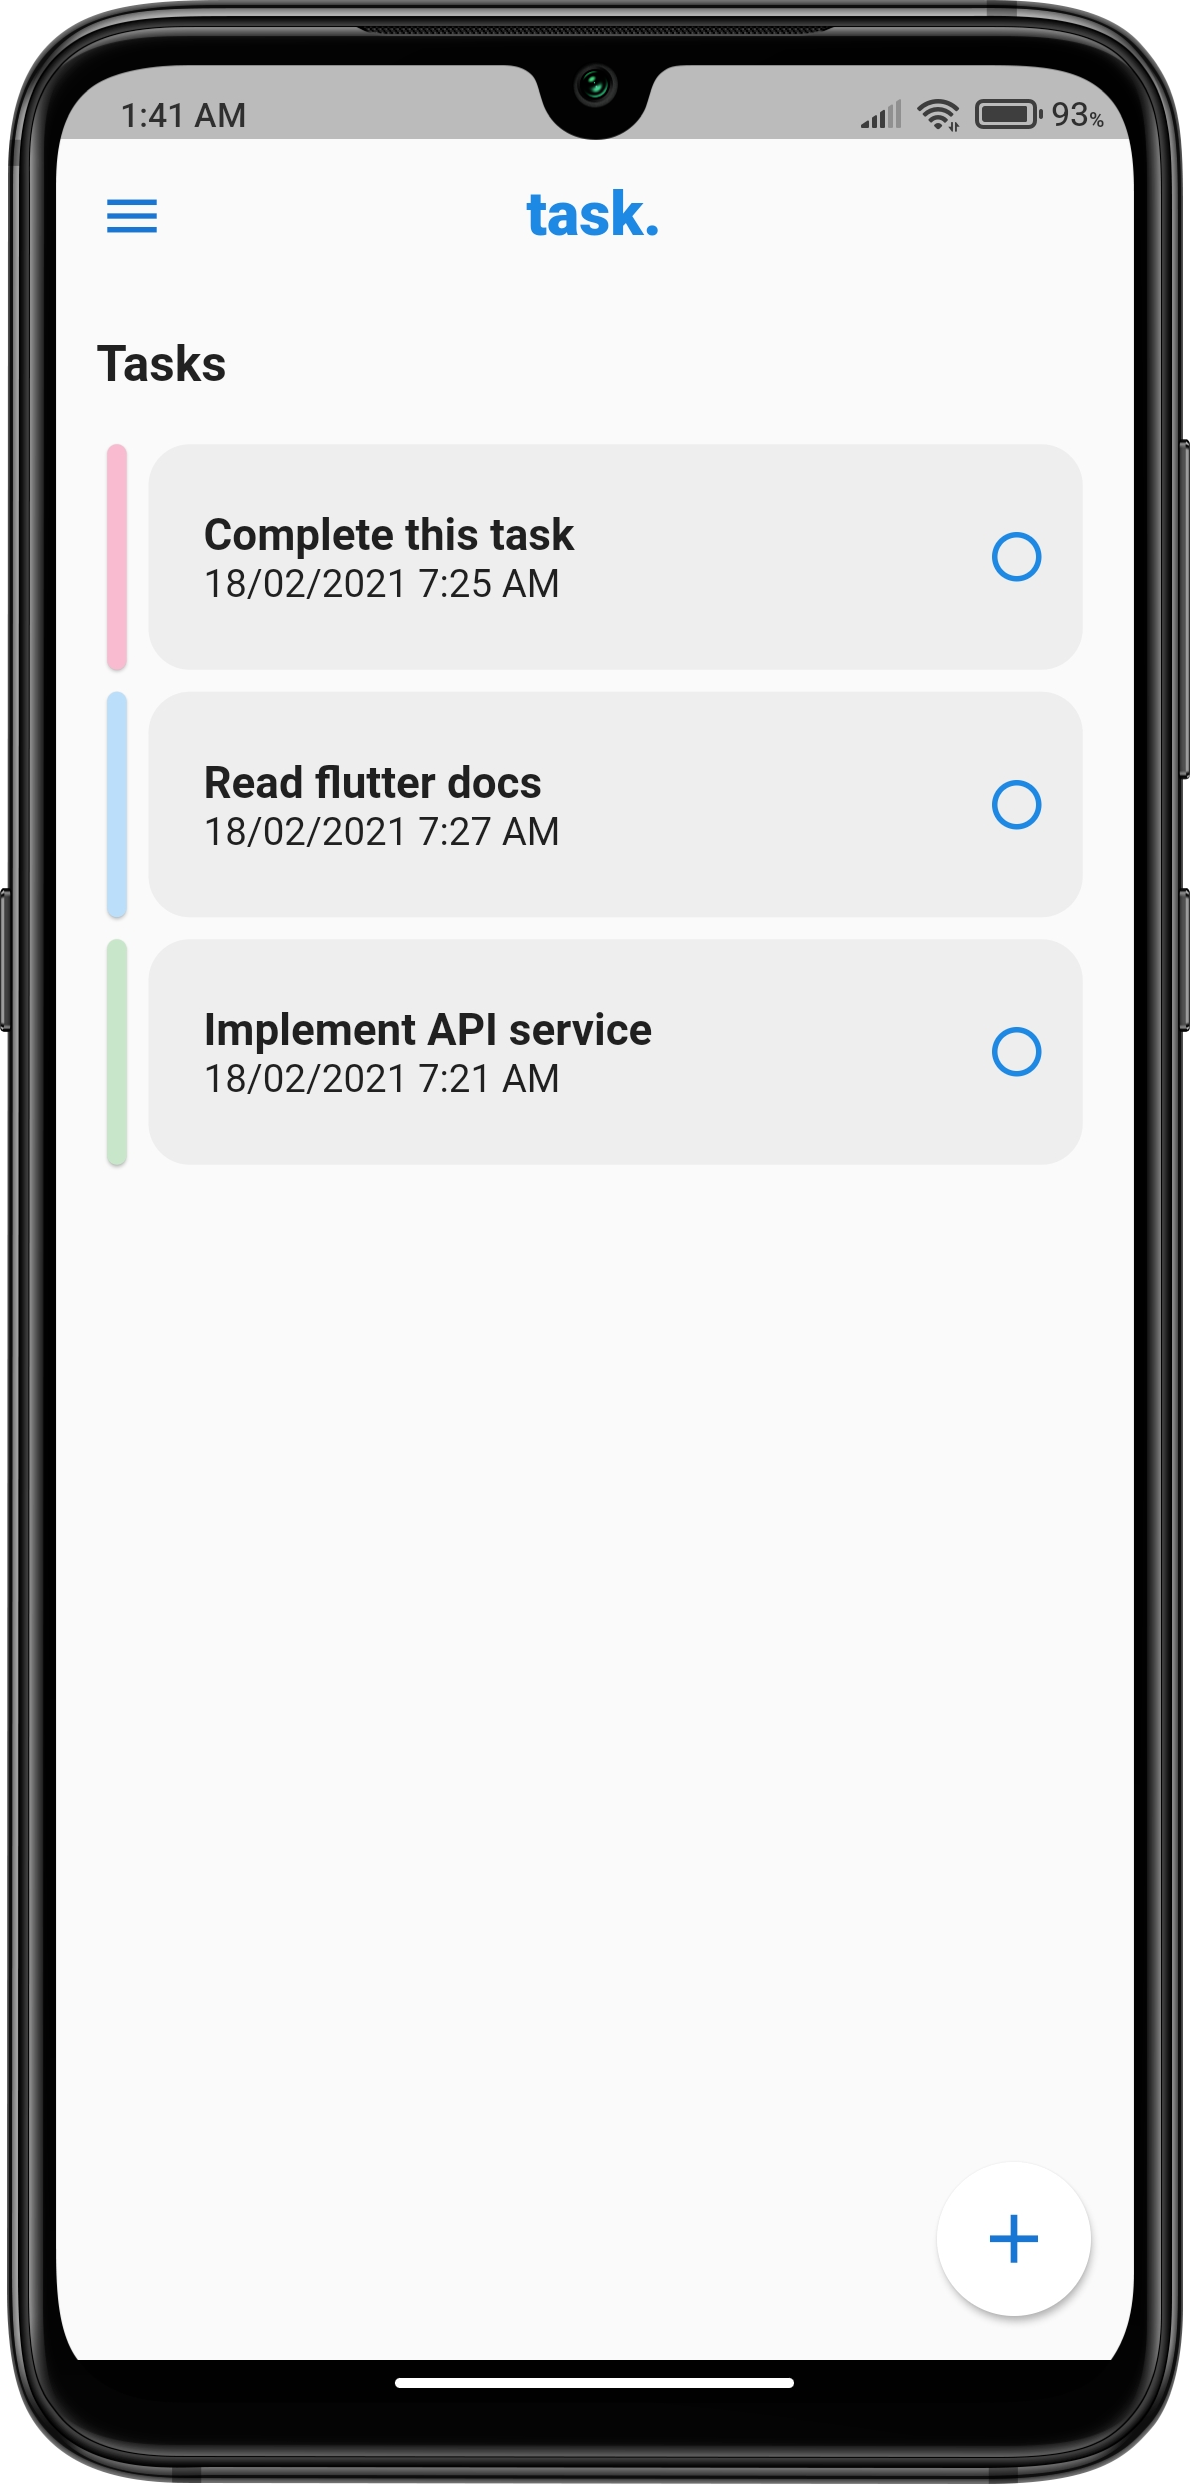 1:41 AM
93%
task.
Tasks
Complete this task
18/02/2021 7:25 AM
Read flutter docs
18/02/2021 7:27 AM
Implement API service
18/02/2021 7:21 AM